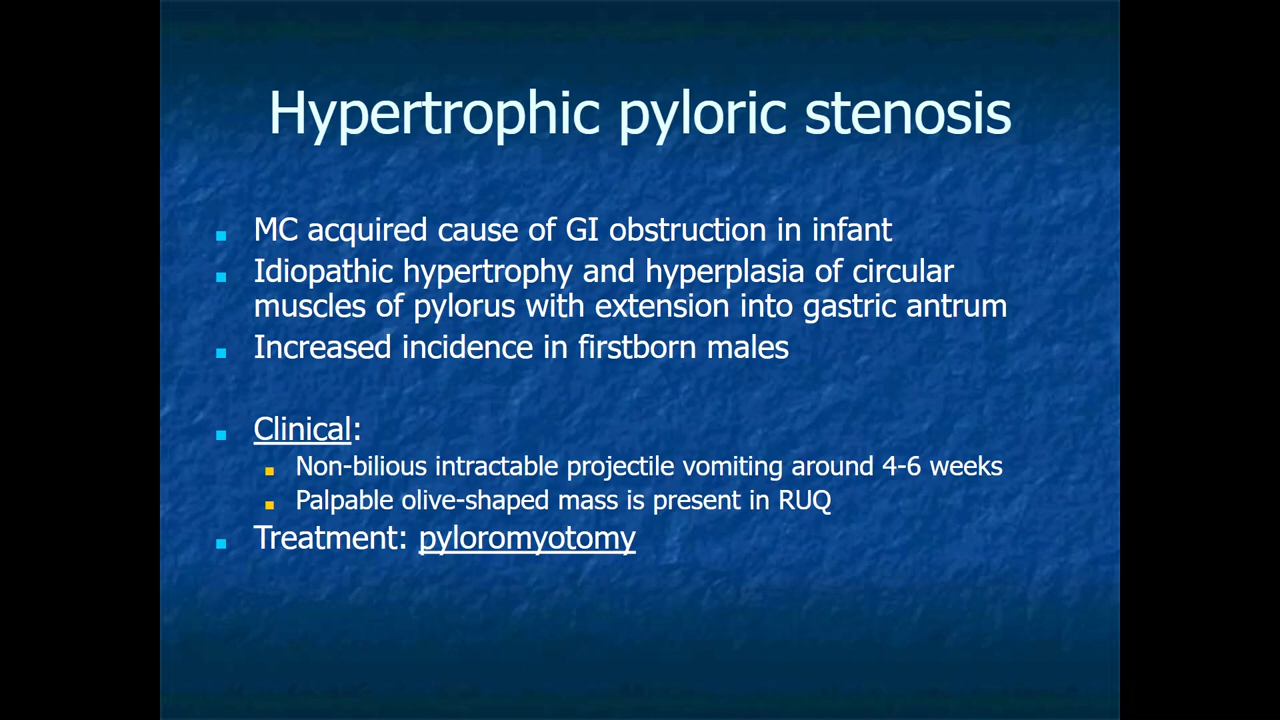 Hypertrophic pyloric stenosis
MC acquired cause of GI obstruction in infant
Idiopathic hypertrophy and hyperplasia of circular
muscles of pylorus with extension into gastric antrum
Increased incidence in firstborn males
Clinical:
Non-bilious intractable projectile vomiting around 4-6 weeks
Palpable olive-shaped mass is present in RUQ
Treatment: pyloromyotomy